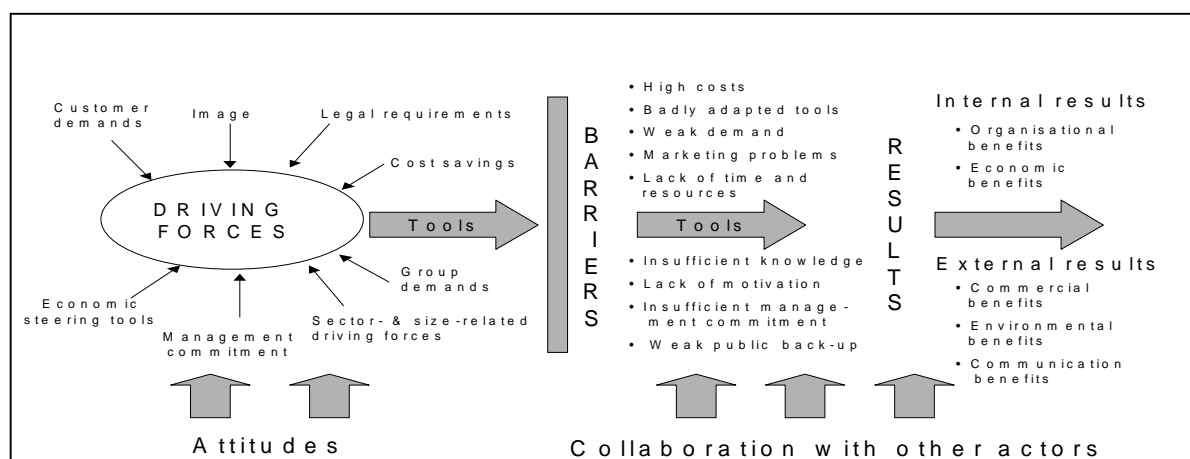 Customer
demands
Image
Legal requirements
Cost savings
DRIVING
FORCES
Group
demands
Economic
steering tools
Management
commitment
Sector- & size-related
driving forces
Tools
BARRIERS
• High costs
• Badly adapted tools
• Weak demand
• Marketing problems
• Lack of time and
resources
Tools
• Insufficient knowledge
• Lack of motivation
• Insufficient manage-
ment commitment
• Weak public back-up
RESULTS
Internal results
• Organisational
benefits
• Economic
benefits
External results
• Commercial
benefits
• Environmental
benefits
• Communication
benefits
Attitudes
Collaboration with other actors